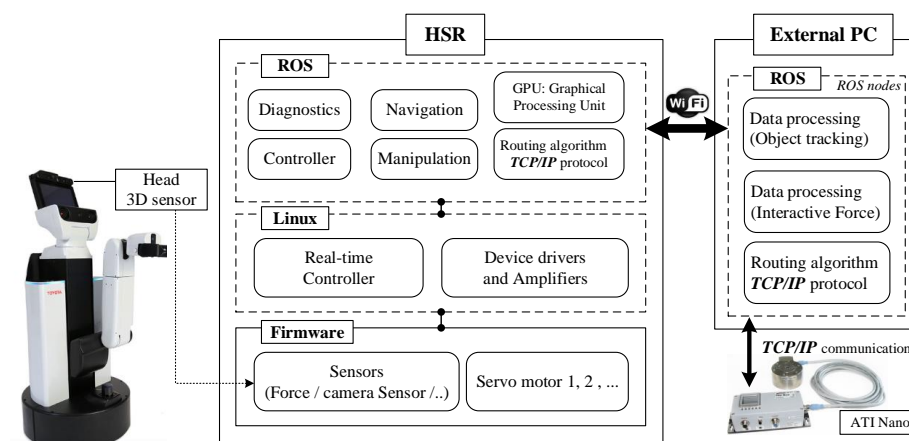 HSR
ROS
Diagnostics
Navigation
GPU: Graphical
Processing Unit
Controller
Manipulation
Routing algorithm
TCP/IP protocol
Head
3D sensor
Linux
Real-time
Controller
Device drivers
and Amplifiers
Firmware
Sensors
(Force / camera Sensor /..)
Servo motor 1, 2 , ...
Wi Fi
External PC
ROS
ROS nodes
Data processing
(Object tracking)
Data processing
(Interactive Force)
Routing algorithm
TCP/IP protocol
TCP/IP communication
ATI Nano